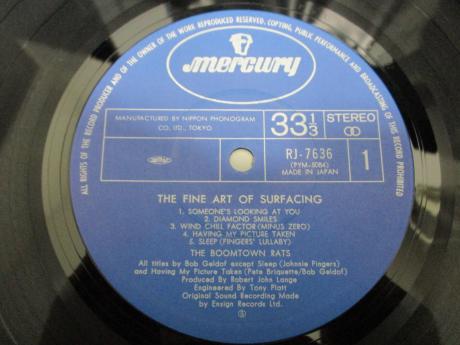 ALL RIGHTS OF THE RECORD PRODUCER AND OF THE OWNER OF THE WORK REPRODUCED RESERVED. COPYING, PUBLIC PERFORMANCE AND BROADCASTING OF THIS RECORD PROHIBITED
mercury
MANUFACTURED BY NIPPON PHONOGRAM
CO., LTD., TOKYO
33 1/3
STEREO
RJ-7636
(PYM-8084)
MADE IN JAPAN
1
THE FINE ART OF SURFACING
1. SOMEONE'S LOOKING AT YOU
2. DIAMOND SMILES
3. WIND CHILL FACTOR (MINUS ZERO)
4. HAVING MY PICTURE TAKEN
5. SLEEP (FINGERS' LULLABY)
THE BOOMTOWN RATS
All titles by Bob Geldof except Sleep (Johnnie Fingers)
and Having My Picture Taken (Pete Briquette/Bob Geldof)
Produced By Robert John Lange
Engineered By Tony Platt
Original Sound Recording Made
by Ensign Records Ltd.